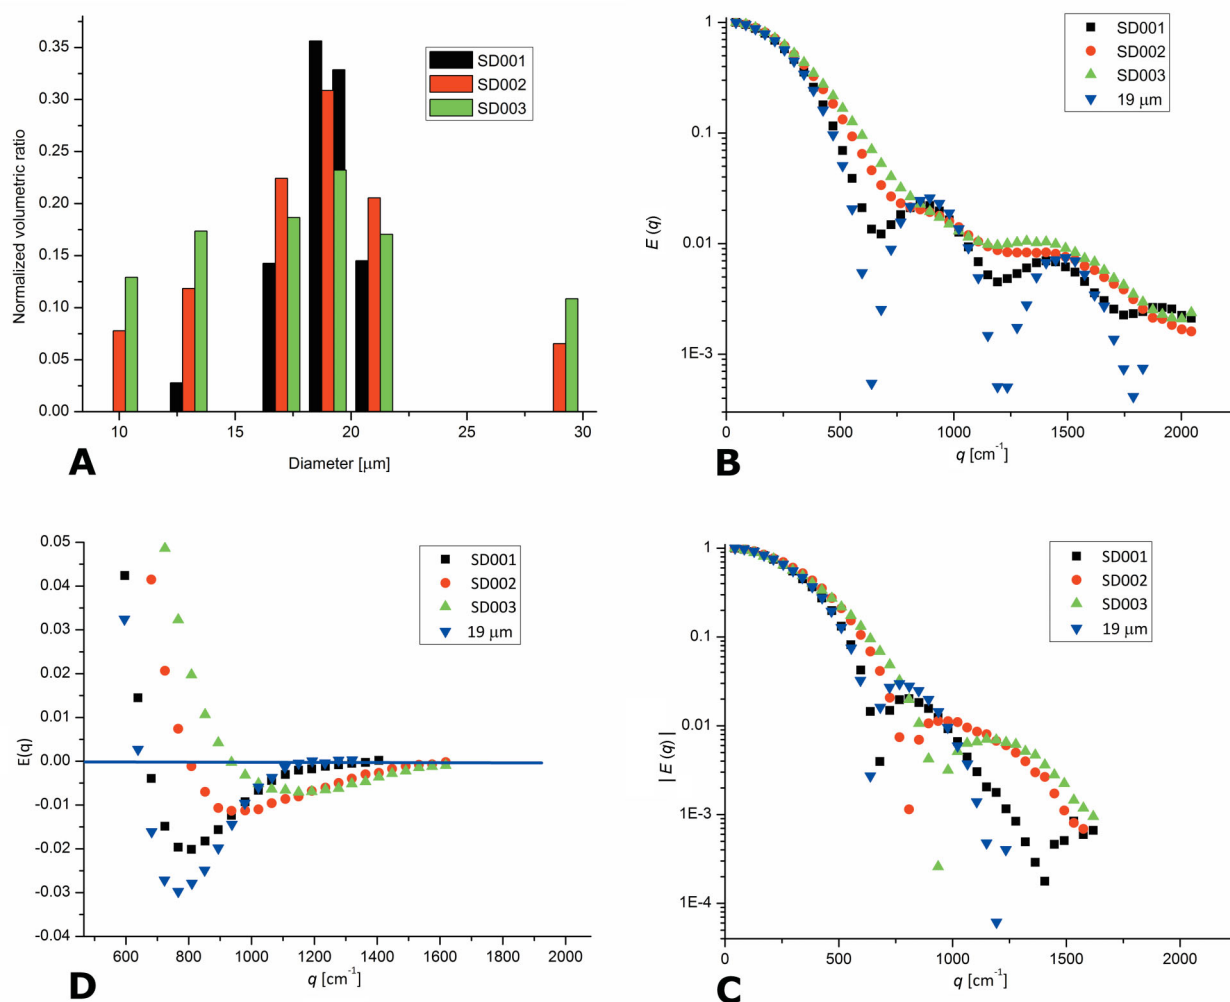 Normalized volumetric ratio
0.35
0.30
0.25
0.20
0.15
0.10
0.05
0.00
SD001
SD002
SD003
10
15
20
25
30
Diameter [μm]
A
E (q)
1
0.1
0.01
1E-3
SD001
SD002
SD003
19 μm
0
500
1000
1500
2000
q [cm⁻¹]
B
E(q)
0.05
0.04
0.03
0.02
0.01
0.00
-0.01
-0.02
-0.03
-0.04
SD001
SD002
SD003
19 μm
600
800
1000
1200
1400
1600
1800
2000
q [cm⁻¹]
D
| E (q) |
1
0.1
0.01
1E-3
1E-4
SD001
SD002
SD003
19 μm
0
500
1000
1500
2000
q [cm⁻¹]
C